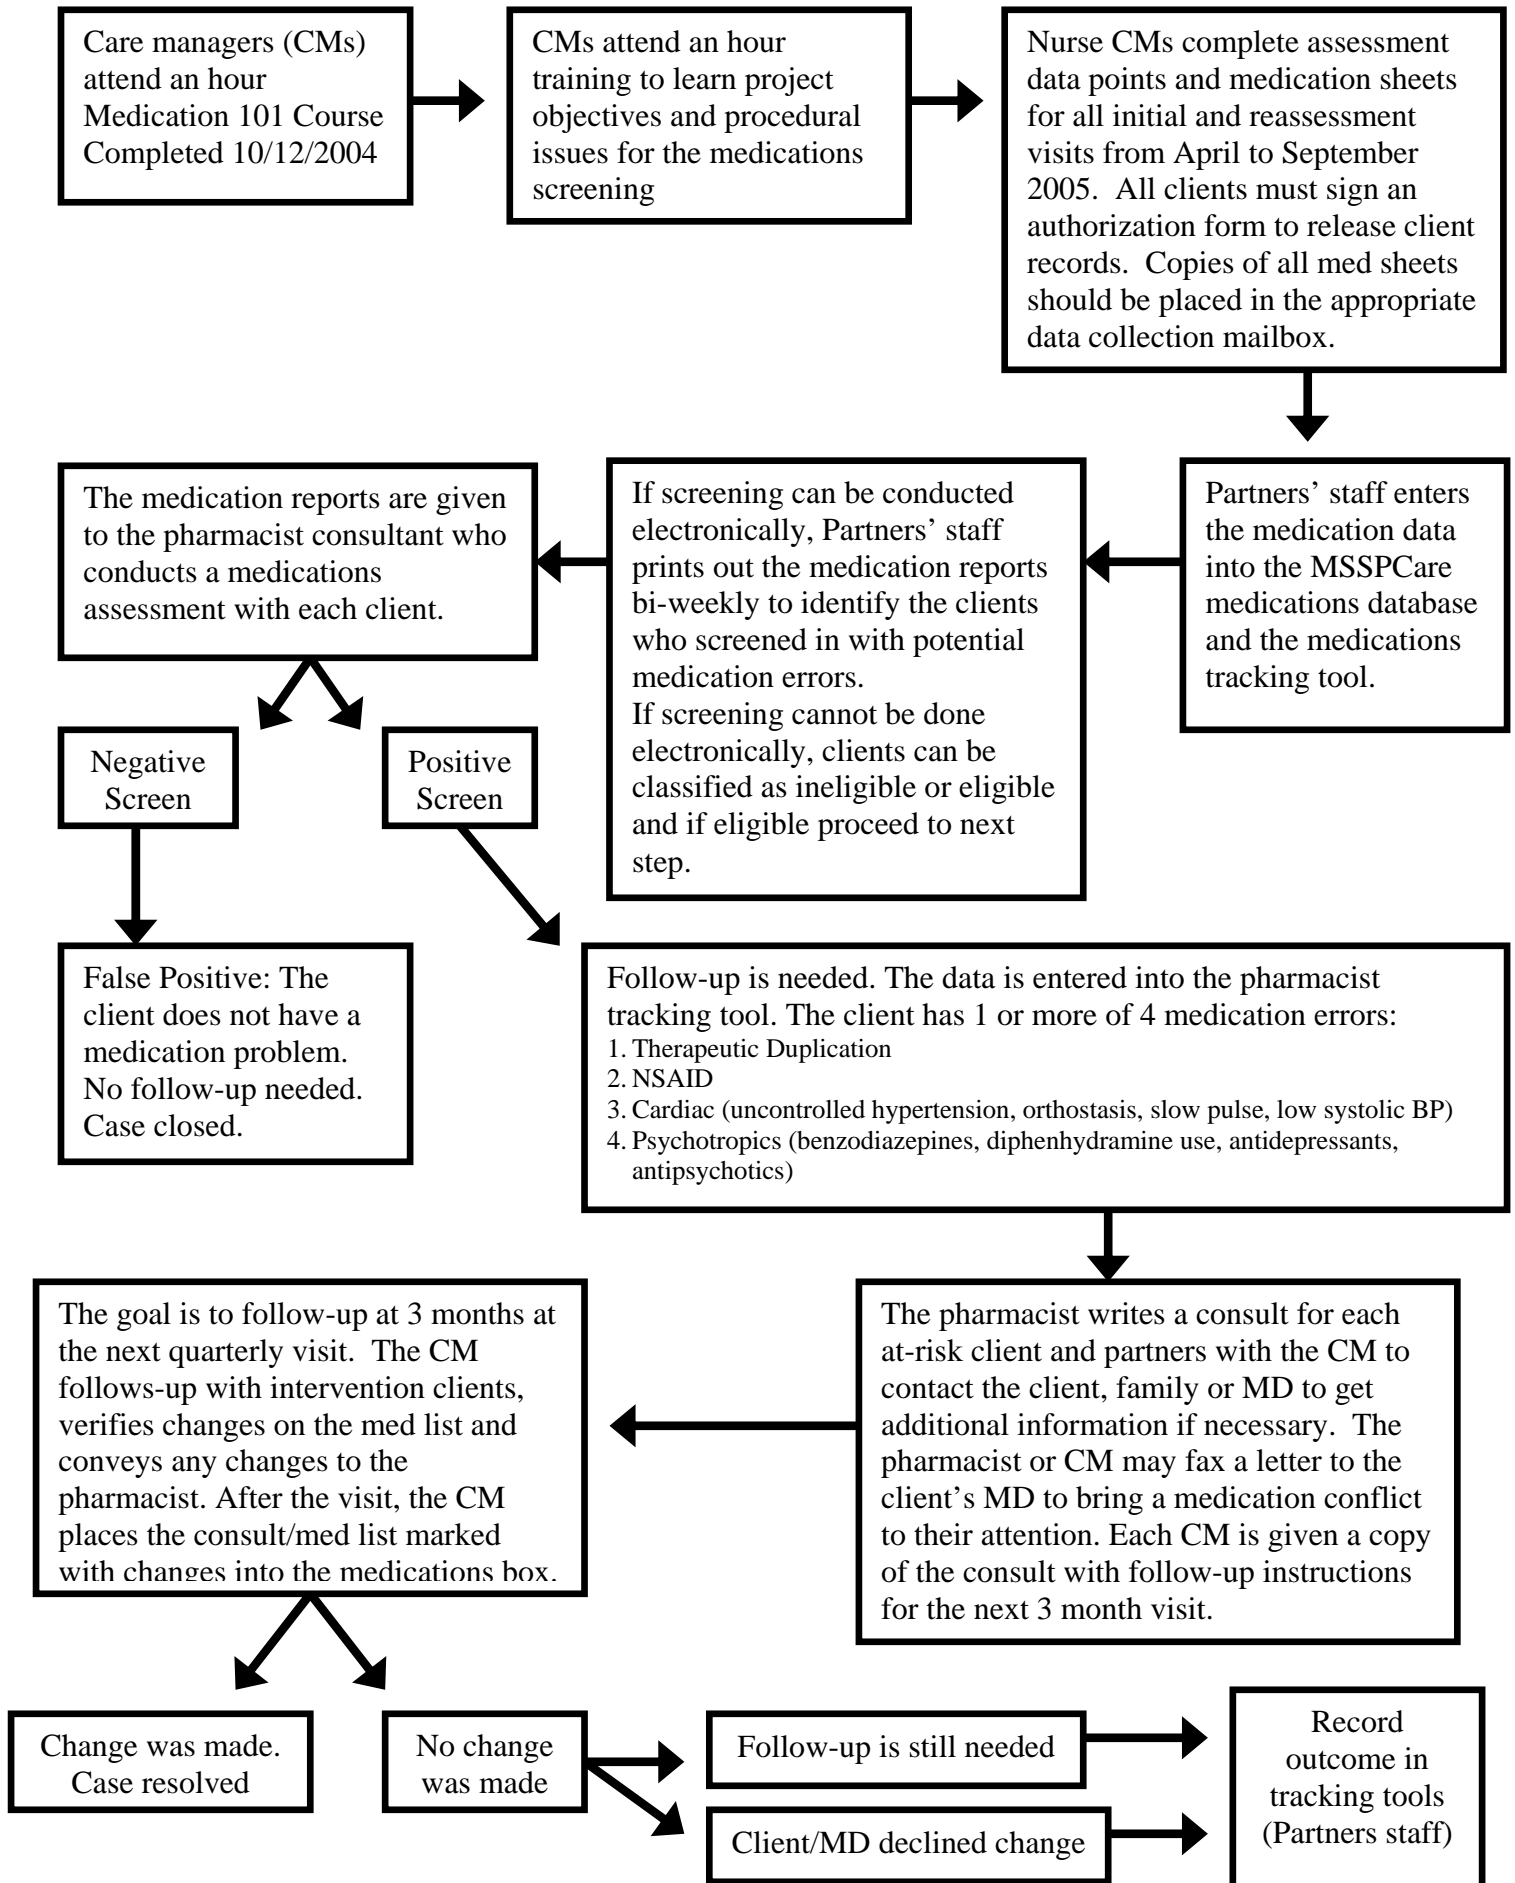 Care managers (CMs)
attend an hour
Medication 101 Course
Completed 10/12/2004
CMs attend an hour
training to learn project
objectives and procedural
issues for the medications
screening
Nurse CMs complete assessment
data points and medication sheets
for all initial and reassessment
visits from April to September
2005.  All clients must sign an
authorization form to release client
records.  Copies of all med sheets
should be placed in the appropriate
data collection mailbox.
Partners’ staff enters
the medication data
into the MSSPCare
medications database
and the medications
tracking tool.
If screening can be conducted
electronically, Partners’ staff
prints out the medication reports
bi-weekly to identify the clients
who screened in with potential
medication errors.
If screening cannot be done
electronically, clients can be
classified as ineligible or eligible
and if eligible proceed to next
step.
The medication reports are given
to the pharmacist consultant who
conducts a medications
assessment with each client.
Negative
Screen
Positive
Screen
False Positive: The
client does not have a
medication problem.
No follow-up needed.
Case closed.
Follow-up is needed. The data is entered into the pharmacist
tracking tool. The client has 1 or more of 4 medication errors:
1. Therapeutic Duplication
2. NSAID
3. Cardiac (uncontrolled hypertension, orthostasis, slow pulse, low systolic BP)
4. Psychotropics (benzodiazepines, diphenhydramine use, antidepressants,
antipsychotics)
The pharmacist writes a consult for each
at-risk client and partners with the CM to
contact the client, family or MD to get
additional information if necessary.  The
pharmacist or CM may fax a letter to the
client’s MD to bring a medication conflict
to their attention. Each CM is given a copy
of the consult with follow-up instructions
for the next 3 month visit.
The goal is to follow-up at 3 months at
the next quarterly visit.  The CM
follows-up with intervention clients,
verifies changes on the med list and
conveys any changes to the
pharmacist. After the visit, the CM
places the consult/med list marked
with changes into the medications box.
Change was made.
Case resolved
No change
was made
Follow-up is still needed
Client/MD declined change
Record
outcome in
tracking tools
(Partners staff)